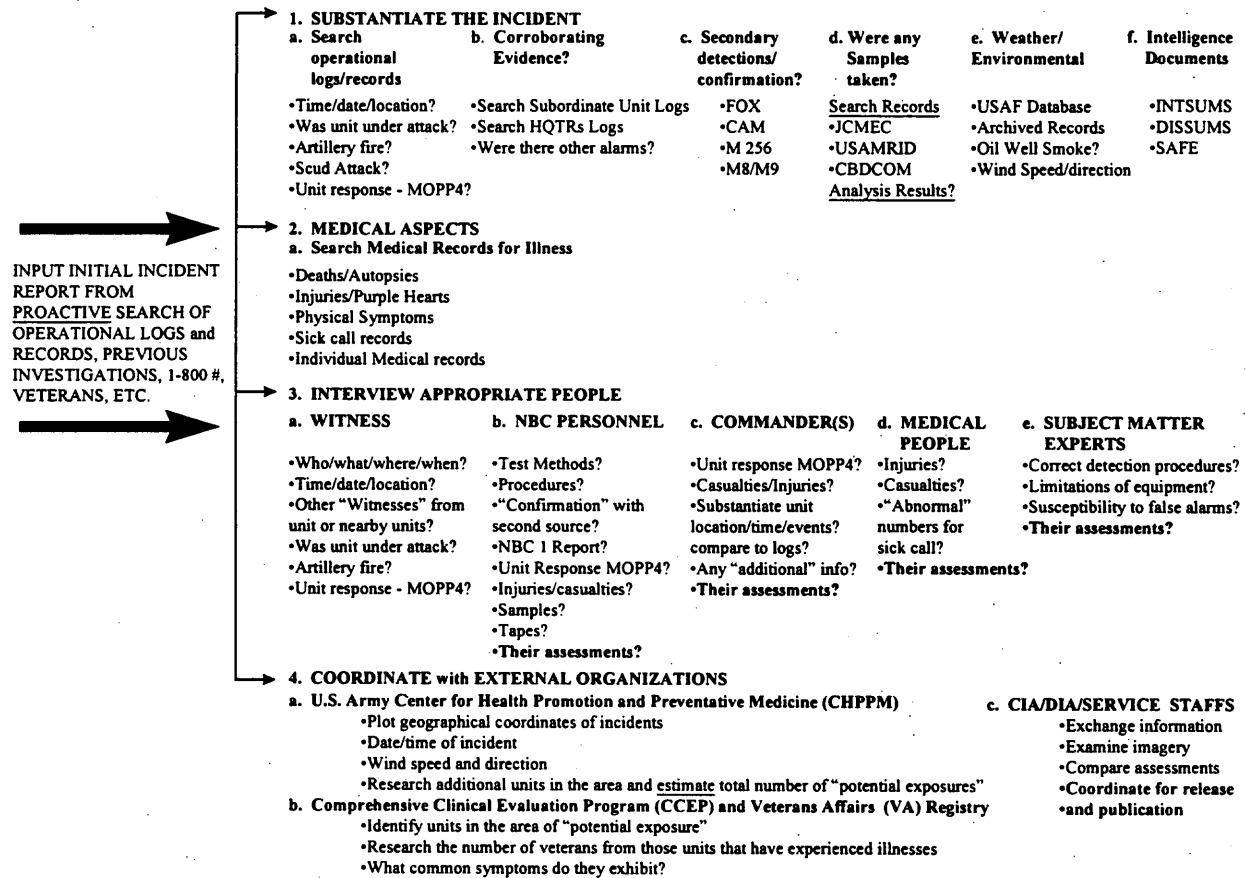 1. SUBSTANTIATE THE INCIDENT
a. Search
operational
logs/records
•Time/date/location?
•Was unit under attack?
•Artillery fire?
•Scud Attack?
•Unit response - MOPP4?
b. Corroborating
Evidence?
•Search Subordinate Unit Logs
•Search HQTRs Logs
•Were there other alarms?
c. Secondary
detections/
confirmation?
•FOX
•CAM
•M 256
•M8/M9
d. Were any
Samples
taken?
Search Records
•JCMEC
•USAMRID
•CBDCOM
Analysis Results?
e. Weather/
Environmental
•USAF Database
•Archived Records
•Oil Well Smoke?
•Wind Speed/direction
f. Intelligence
Documents
•INTSUMS
•DISSUMS
•SAFE
INPUT INITIAL INCIDENT
REPORT FROM
PROACTIVE SEARCH OF
OPERATIONAL LOGS and
RECORDS, PREVIOUS
INVESTIGATIONS, 1-800 #,
VETERANS, ETC.
2. MEDICAL ASPECTS
a. Search Medical Records for Illness
•Deaths/Autopsies
•Injuries/Purple Hearts
•Physical Symptoms
•Sick call records
•Individual Medical records
3. INTERVIEW APPROPRIATE PEOPLE
a. WITNESS
•Who/what/where/when?
•Time/date/location?
•Other "Witnesses" from
unit or nearby units?
•Was unit under attack?
•Artillery fire?
•Unit response - MOPP4?
b. NBC PERSONNEL
•Test Methods?
•Procedures?
•"Confirmation" with
second source?
•NBC 1 Report?
•Unit Response MOPP4?
•Injuries/casualties?
•Samples?
•Tapes?
•Their assessments?
c. COMMANDER(S)
•Unit response MOPP4?
•Casualties/Injuries?
•Substantiate unit
location/time/events?
compare to logs?
•Any "additional" info?
•Their assessments?
d. MEDICAL
PEOPLE
•Injuries?
•Casualties?
•"Abnormal"
numbers for
sick call?
•Their assessments?
e. SUBJECT MATTER
EXPERTS
•Correct detection procedures?
•Limitations of equipment?
•Susceptibility to false alarms?
•Their assessments?
4. COORDINATE with EXTERNAL ORGANIZATIONS
a. U.S. Army Center for Health Promotion and Preventative Medicine (CHPPM)
•Plot geographical coordinates of incidents
•Date/time of incident
•Wind speed and direction
•Research additional units in the area and estimate total number of "potential exposures"
b. Comprehensive Clinical Evaluation Program (CCEP) and Veterans Affairs (VA) Registry
•Identify units in the area of "potential exposure"
•Research the number of veterans from those units that have experienced illnesses
•What common symptoms do they exhibit?
c. CIA/DIA/SERVICE STAFFS
•Exchange information
•Examine imagery
•Compare assessments
•Coordinate for release
•and publication